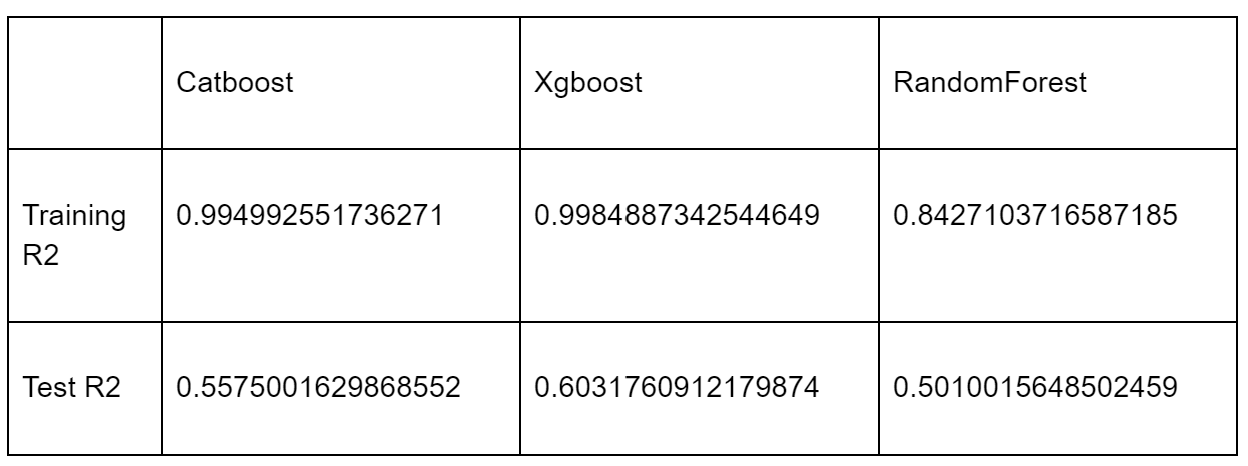 Catboost
Xgboost
RandomForest
Training
R2
0.994992551736271
0.9984887342544649
0.8427103716587185
Test R2
0.5575001629868552
0.6031760912179874
0.5010015648502459